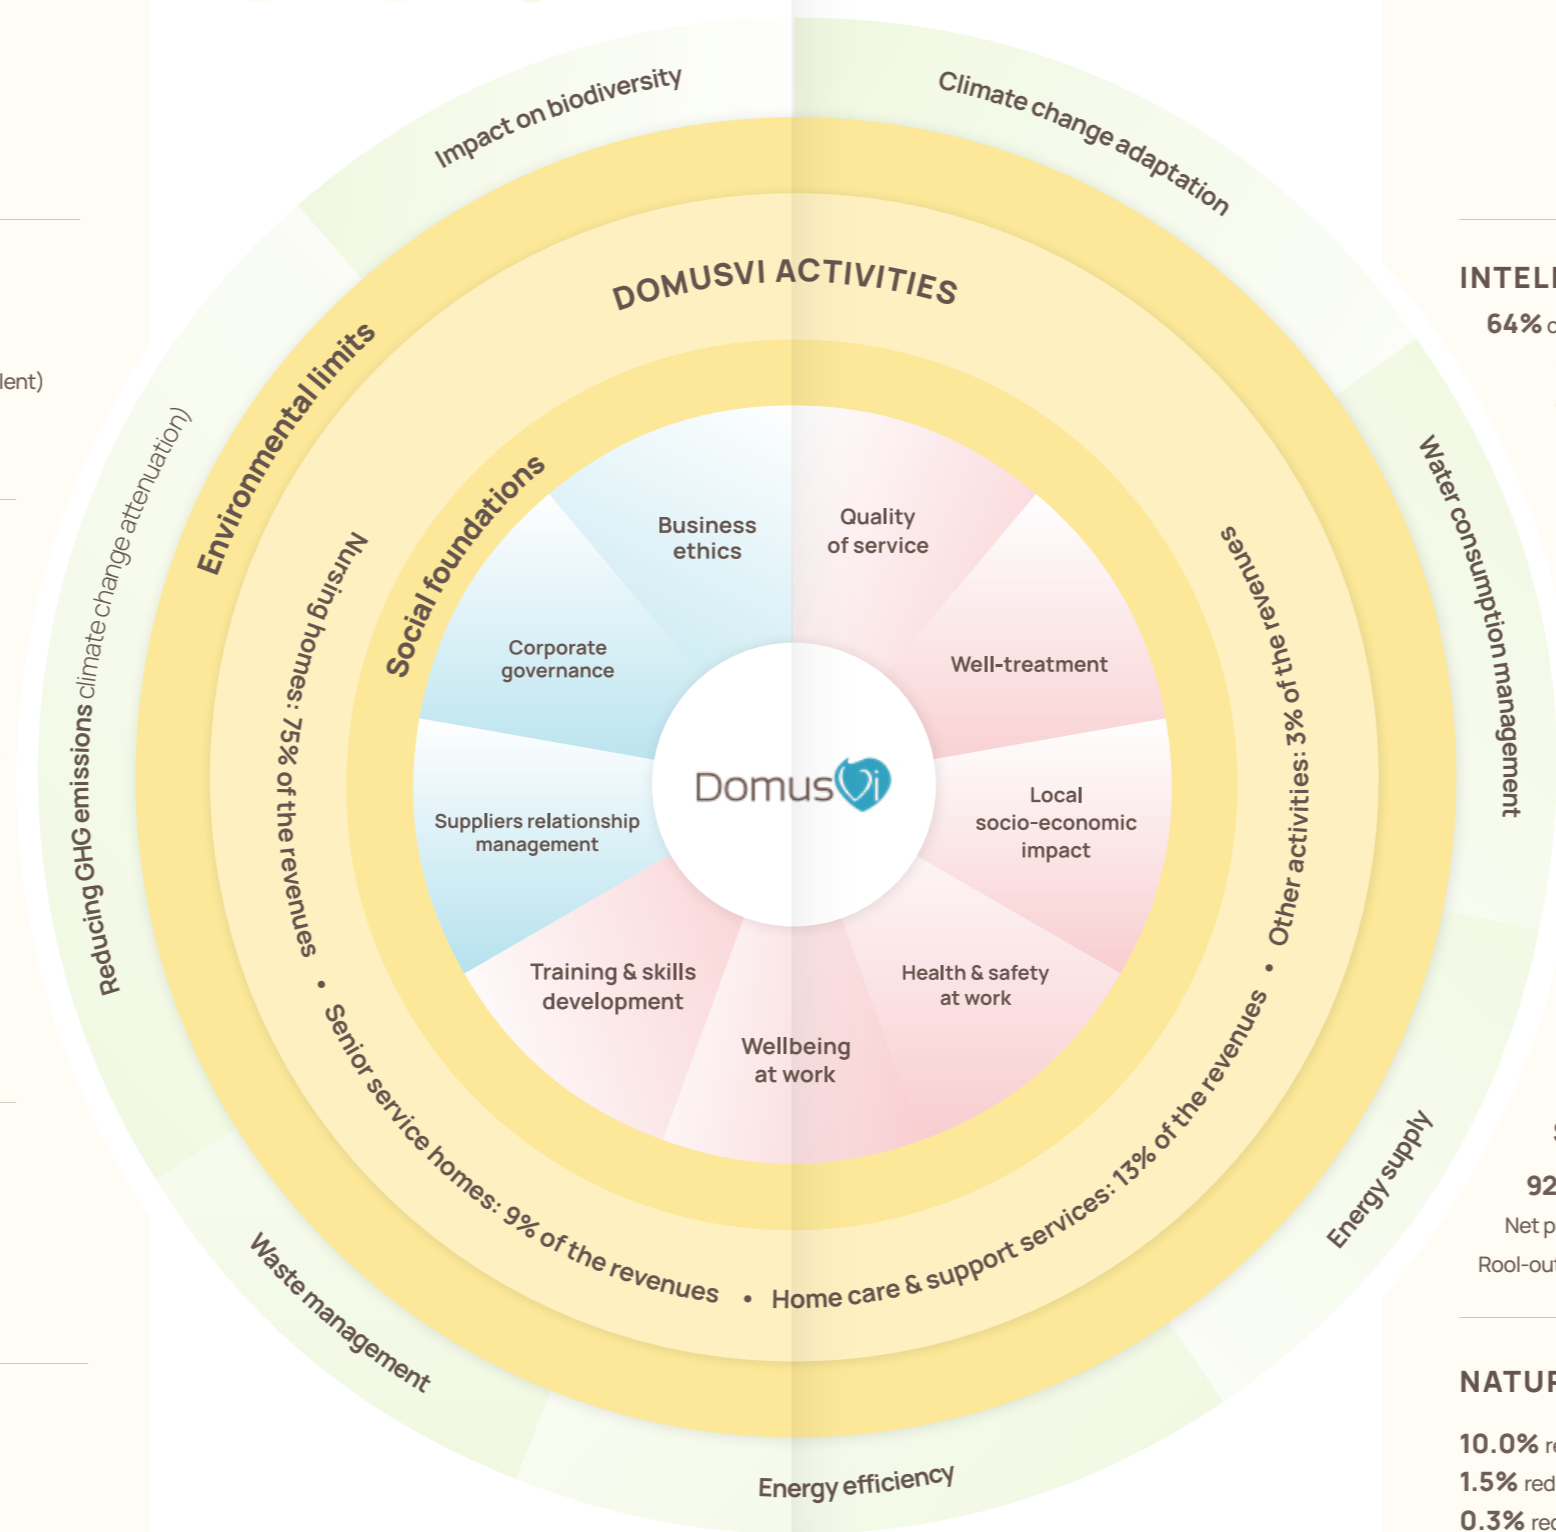 Impact on biodiversity
Climate change adaptation
Water consumption management
Energy supply
Energy efficiency
Waste management
Reducing GHG emissions climate change attenuation)
Environmental limits
DOMUSVI ACTIVITIES
Nursing homes: 75% of the revenues • Senior service homes: 9% of the revenues • Home care & support services: 13% of the revenues • Other activities: 3% of the revenues
Social foundations
Business
ethics
Quality
of service
Corporate
governance
Well-treatment
Suppliers relationship
management
Local
socio-economic
impact
Training & skills
development
Health & safety
at work
Wellbeing
at work
DomusVi
lent)
INTELL
64%
92
Net p
Rool-out
NATUR
10.0% re
1.5% red
0.3% red